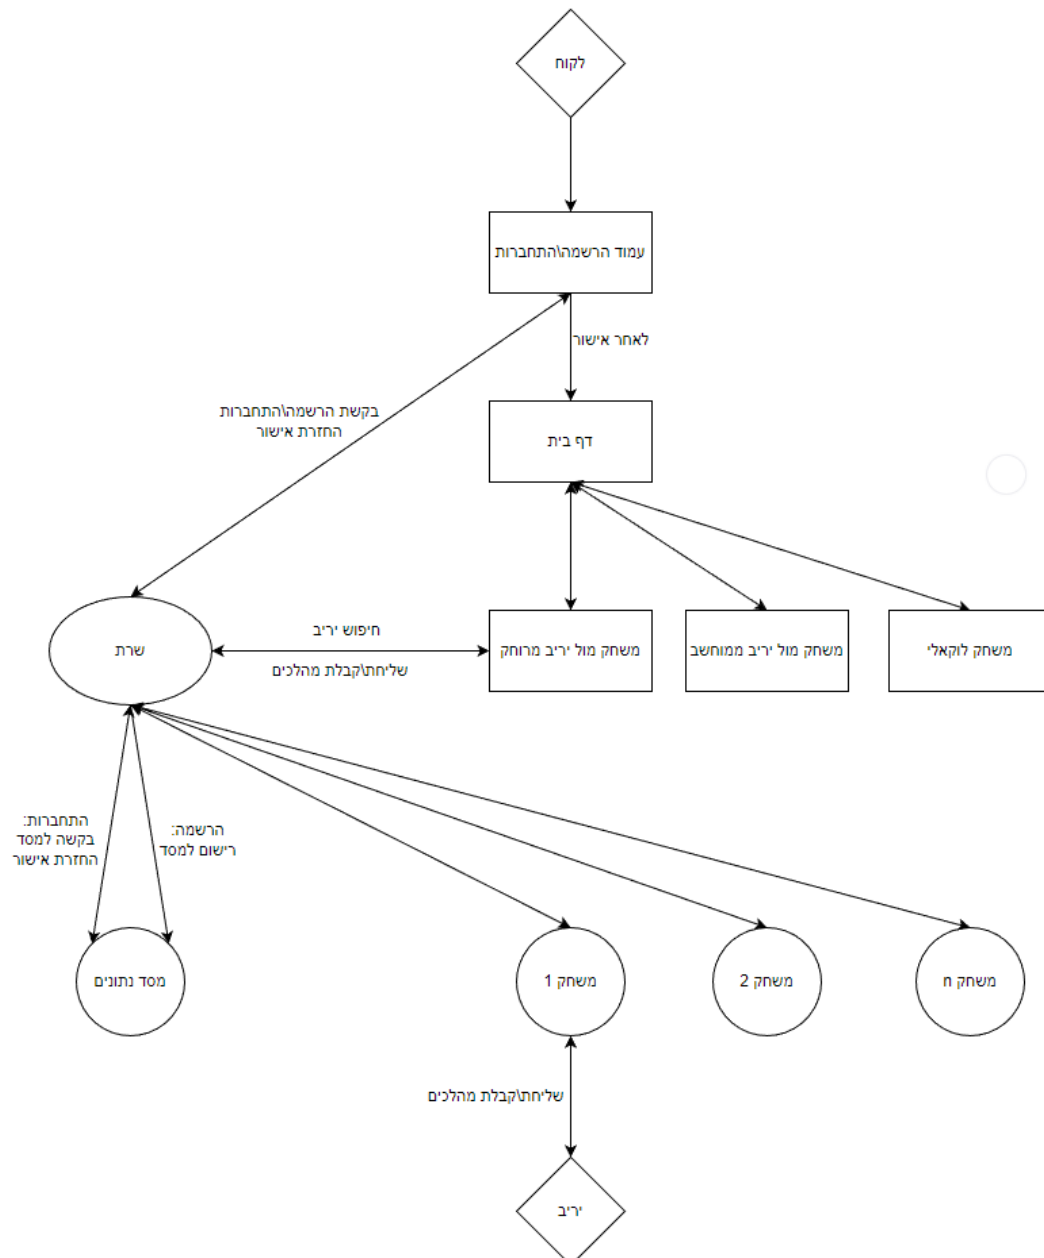 לקוח
עמוד הרשמה\התחברות
לאחר אישור
בקשת הרשמה\התחברות
החזרת אישור
דף בית
משחק לוקאלי
משחק מול יריב ממוחשב
משחק מול יריב מרוחק
חיפוש יריב
שליחת\קבלת מהלכים
שרת
הרשמה:
רישום למסד
התחברות:
בקשה למסד
החזרת אישור
משחק n
משחק 2
משחק 1
מסד נתונים
שליחת\קבלת מהלכים
יריב